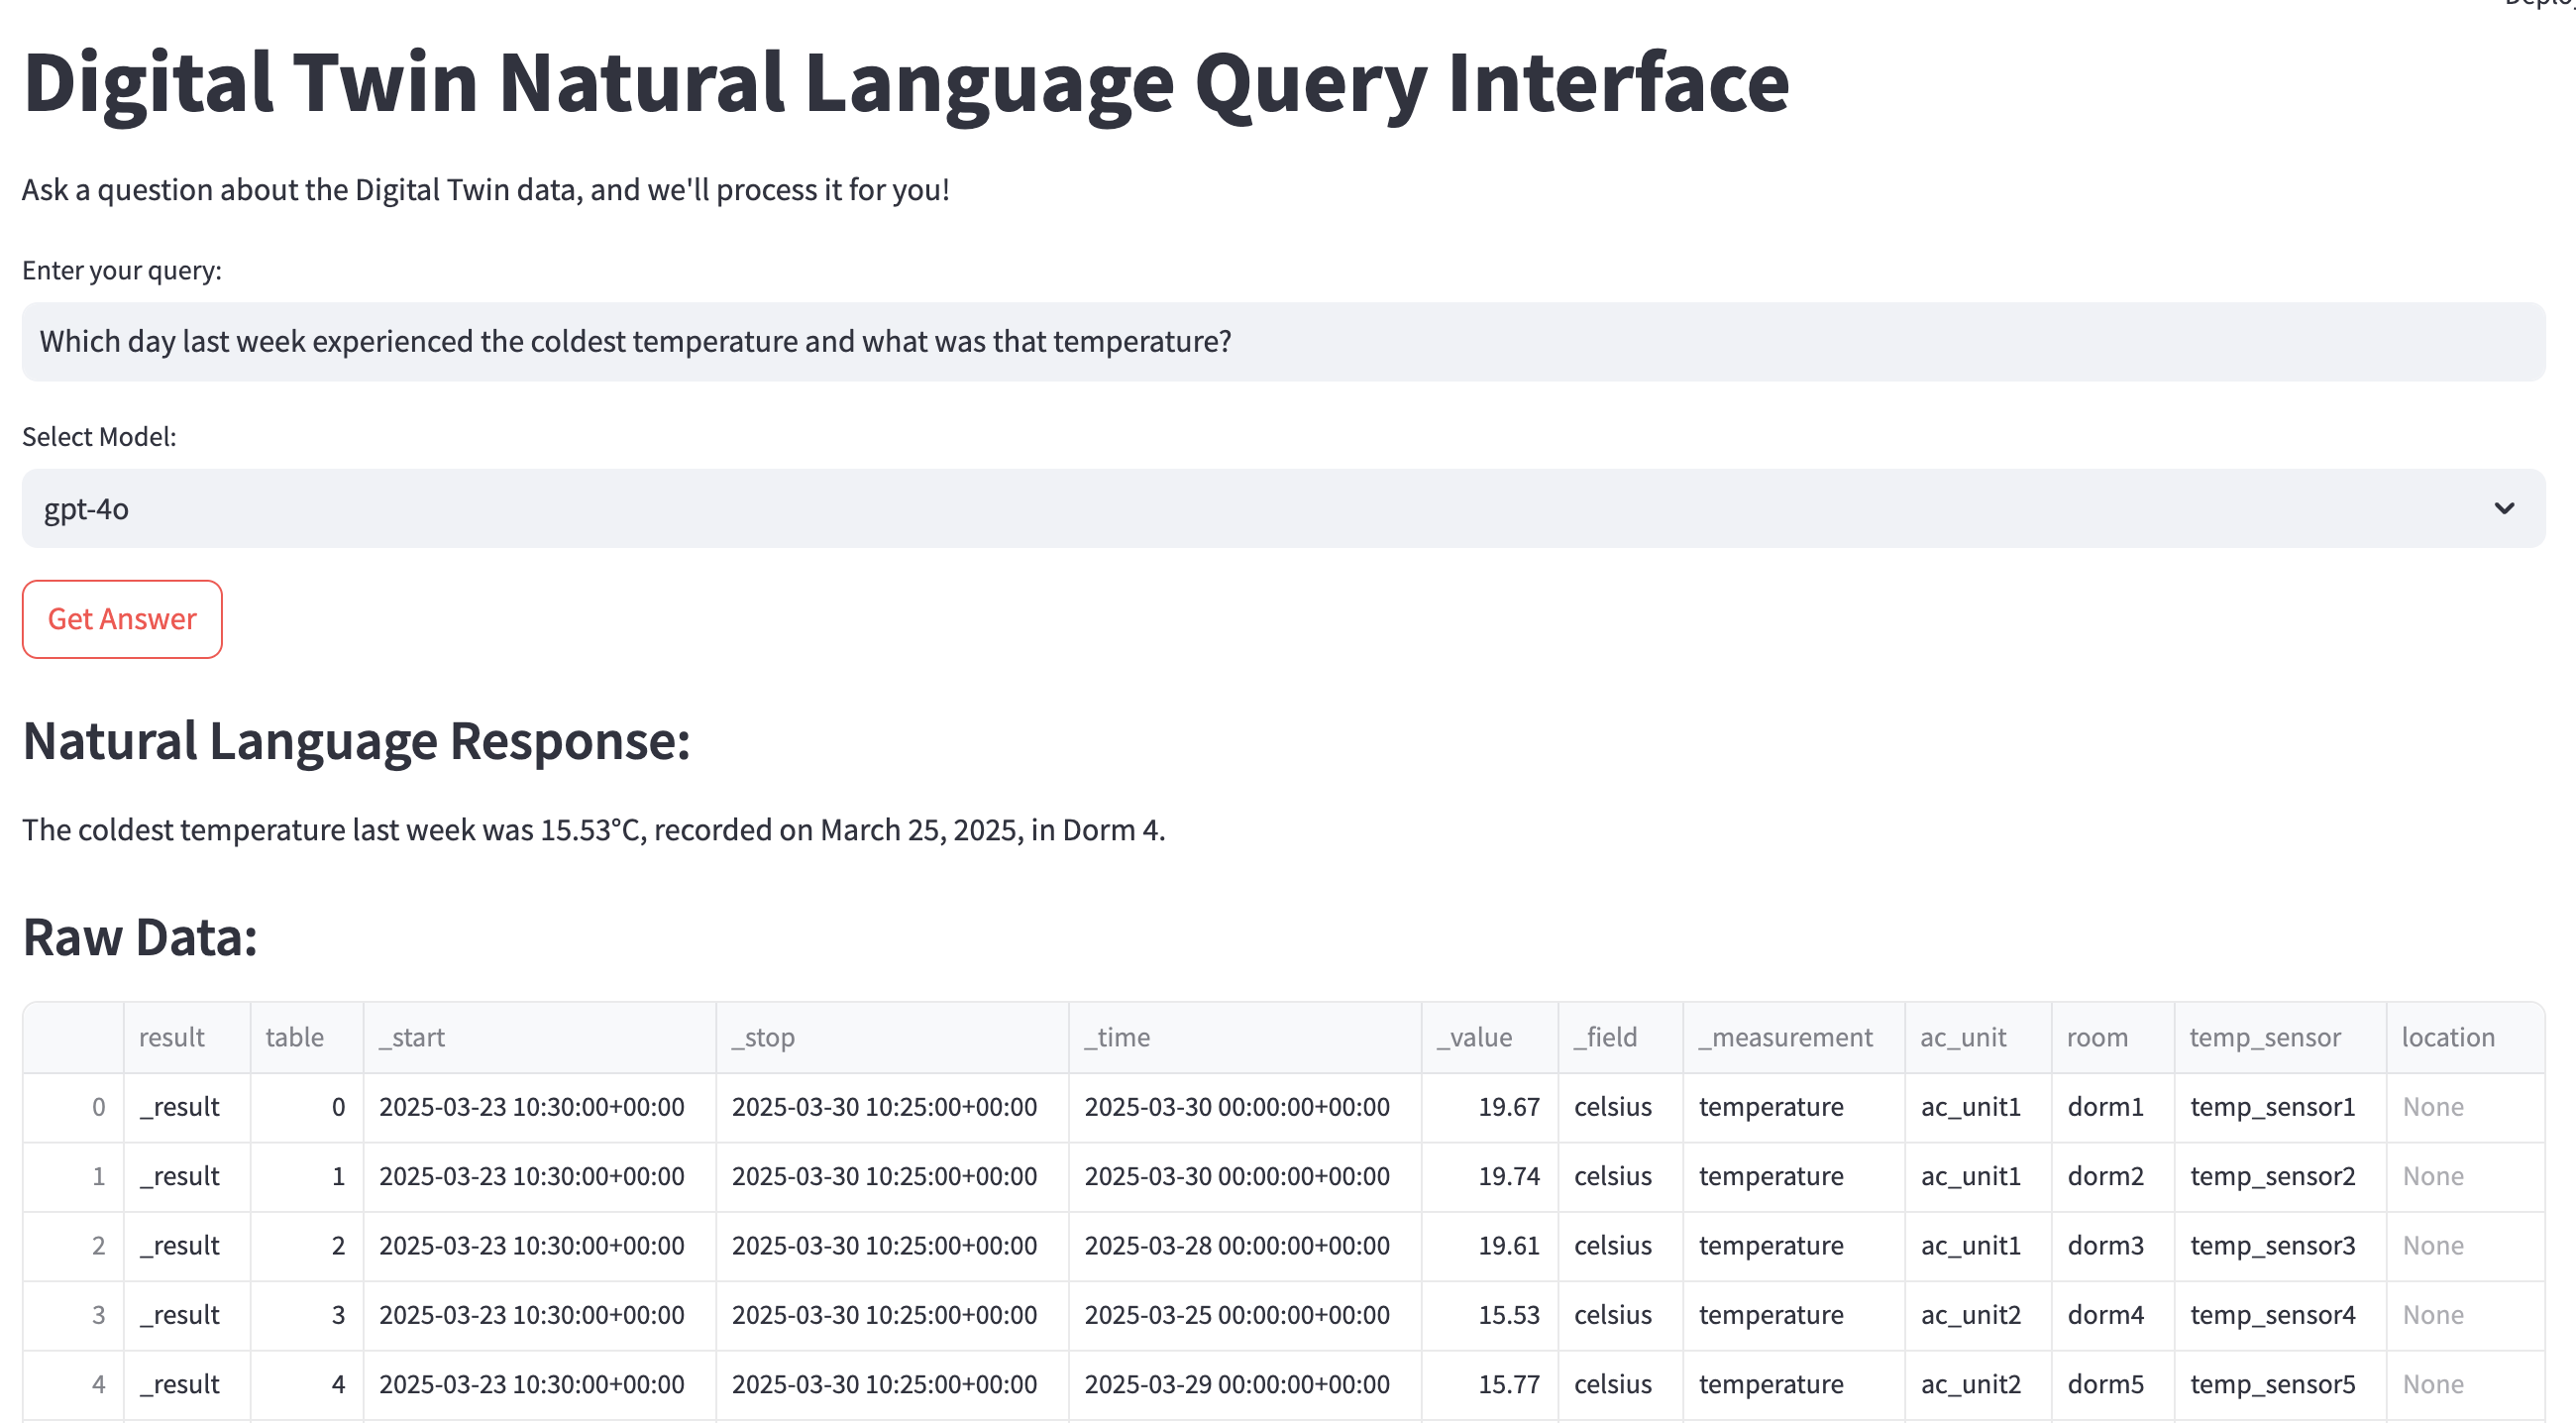 Digital Twin Natural Language Query Interface
Ask a question about the Digital Twin data, and we'll process it for you!
Enter your query:
Which day last week experienced the coldest temperature and what was that temperature?
Select Model:
gpt-4o
Get Answer
Natural Language Response:
The coldest temperature last week was 15.53°C, recorded on March 25, 2025, in Dorm 4.
Raw Data:
result table _start _stop _time _value _field _measurement ac_unit room temp_sensor location
0 _result 0 2025-03-23 10:30:00+00:00 2025-03-30 10:25:00+00:00 2025-03-30 00:00:00+00:00 19.67 celsius temperature ac_unit1 dorm1 temp_sensor1 None
1 _result 1 2025-03-23 10:30:00+00:00 2025-03-30 10:25:00+00:00 2025-03-30 00:00:00+00:00 19.74 celsius temperature ac_unit1 dorm2 temp_sensor2 None
2 _result 2 2025-03-23 10:30:00+00:00 2025-03-30 10:25:00+00:00 2025-03-28 00:00:00+00:00 19.61 celsius temperature ac_unit1 dorm3 temp_sensor3 None
3 _result 3 2025-03-23 10:30:00+00:00 2025-03-30 10:25:00+00:00 2025-03-25 00:00:00+00:00 15.53 celsius temperature ac_unit2 dorm4 temp_sensor4 None
4 _result 4 2025-03-23 10:30:00+00:00 2025-03-30 10:25:00+00:00 2025-03-29 00:00:00+00:00 15.77 celsius temperature ac_unit2 dorm5 temp_sensor5 None